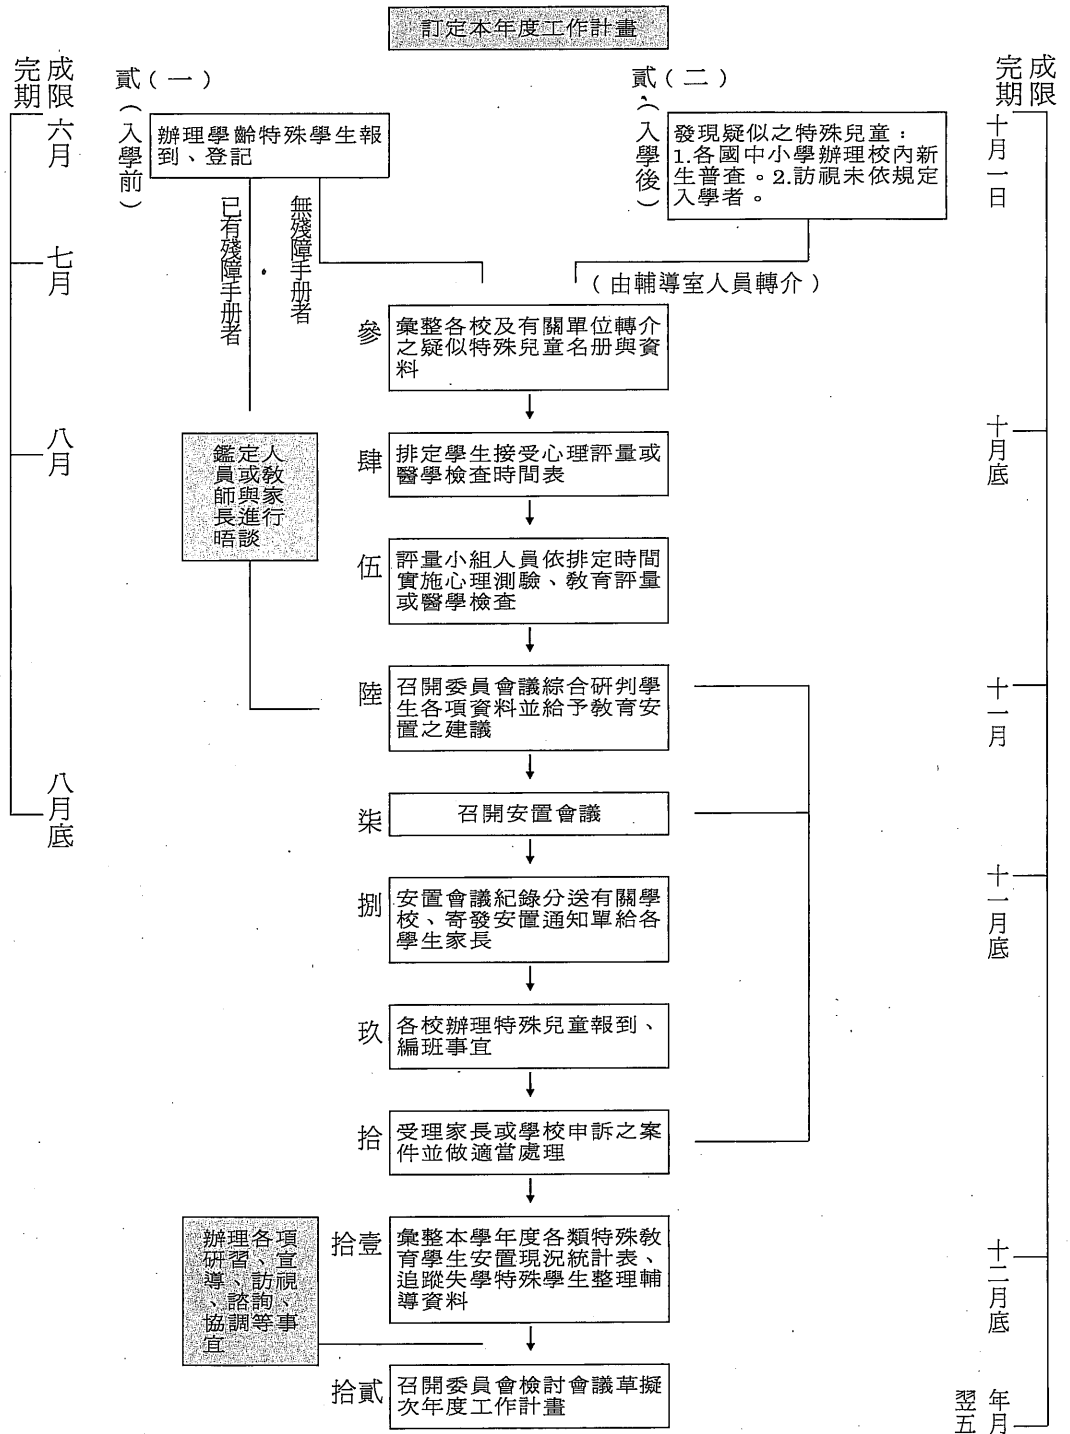 訂定本年度工作計畫
完成期限
六月
七月
八月
八月底
貳(一)
(入學前)
辦理學齡特殊學生報
到、登記
已有殘障手册者
無殘障手册者
貳(二)
(入學後)
發現疑似之特殊兒童：
1.各國中小學辦理校內新
生普查。2.訪視未依規定
入學者。
(由輔導室人員轉介)
完成期限
十月一日
十月底
十一月
十一月底
十二月底
翌年五月
參
彙整各校及有關單位轉介
之疑似特殊兒童名册與資
料
鑑定人
員或教
師與家
長進行
晤談
肆
排定學生接受心理評量或
醫學檢查時間表
伍
評量小組人員依排定時間
實施心理測驗、教育評量
或醫學檢查
陸
召開委員會議綜合研判學
生各項資料並給予教育安
置之建議
柒
召開安置會議
捌
安置會議紀錄分送有關學
校、寄發安置通知單給各
學生家長
玖
各校辦理特殊兒童報到、
編班事宜
拾
受理家長或學校申訴之案
件並做適當處理
辦理各項
研習、宣
導、訪視
、諮詢、
協調等事
宜
拾壹
彙整本學年度各類特殊教
育學生安置現況統計表、
追蹤失學特殊學生整理輔
導資料
拾貳
召開委員會檢討會議草擬
次年度工作計畫